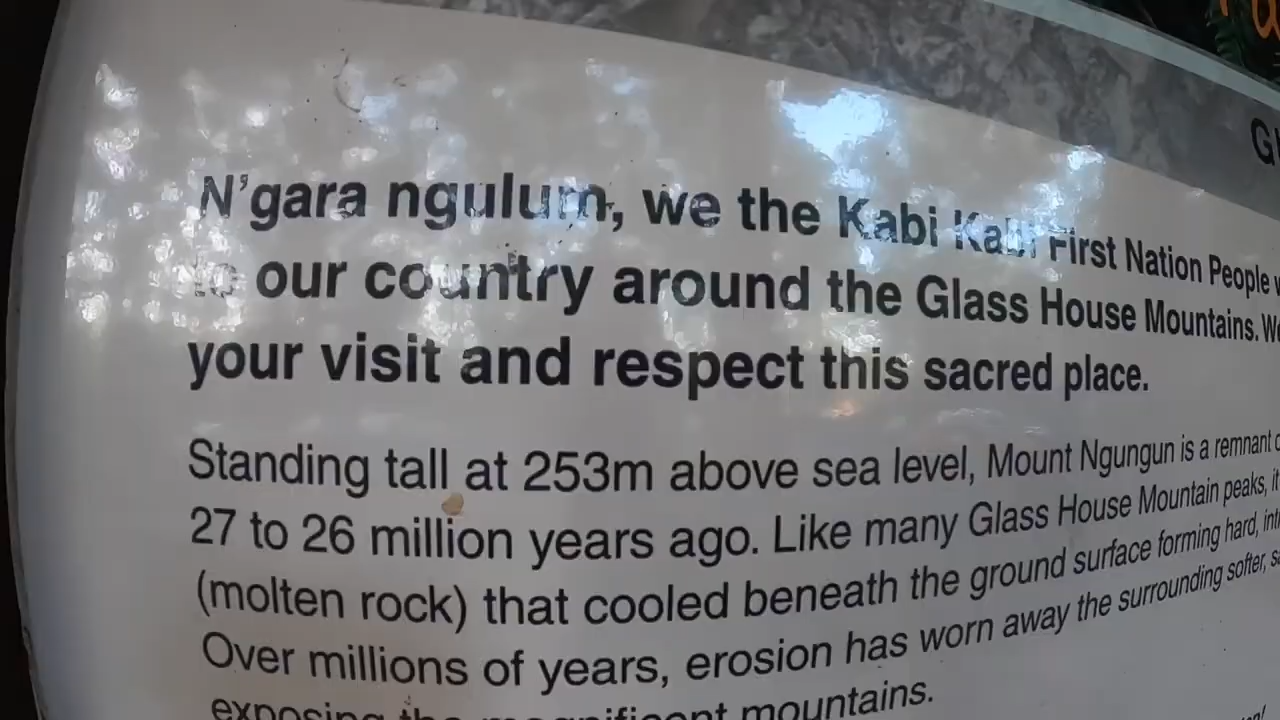 N'gara ngulum, we the Kabi Kabi First Nation People
to our country around the Glass House Mountains.
your visit and respect this sacred place.
Standing tall at 253m above sea level, Mount Ngungun is a remnant
27 to 26 million years ago. Like many Glass House Mountain peaks,
(molten rock) that cooled beneath the ground surface forming hard,
Over millions of years, erosion has worn away the surrounding softer,
exposing the magnificent mountains.